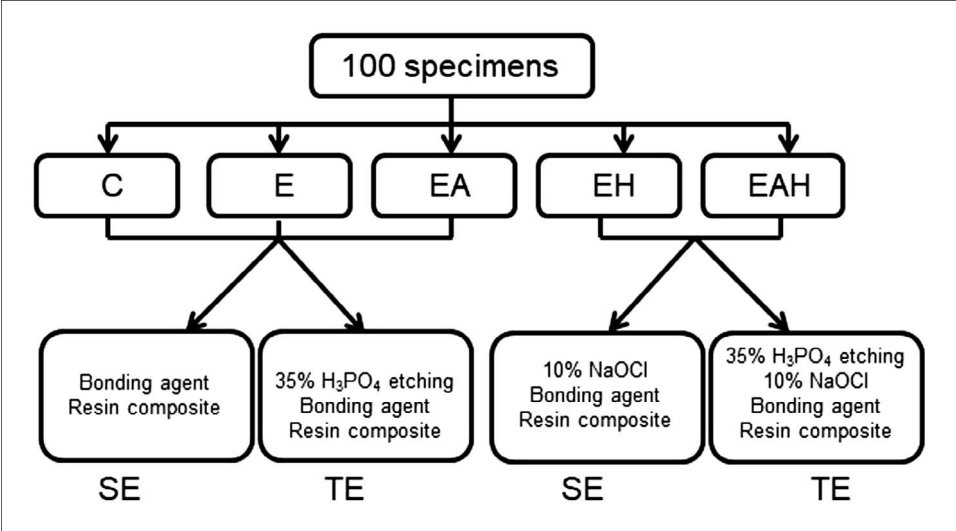 100 specimens
C
E
EA
EH
EAH
Bonding agent
Resin composite
35% H₃PO₄ etching
Bonding agent
Resin composite
10% NaOCl
Bonding agent
Resin composite
35% H₃PO₄ etching
10% NaOCl
Bonding agent
Resin composite
SE
TE
SE
TE